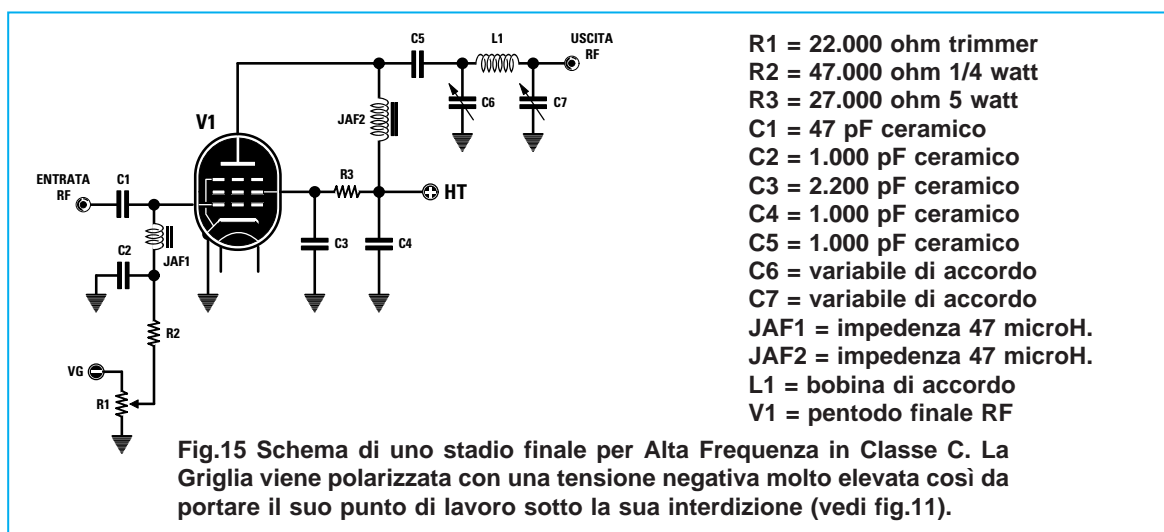 C5
L1
USCITA
RF
C6
C7
JAF2
V1
ENTRATA
RF
C1
R3
HT
C2
JAF1
C3
C4
R2
VG
R1
R1 = 22.000 ohm trimmer
R2 = 47.000 ohm 1/4 watt
R3 = 27.000 ohm 5 watt
C1 = 47 pF ceramico
C2 = 1.000 pF ceramico
C3 = 2.200 pF ceramico
C4 = 1.000 pF ceramico
C5 = 1.000 pF ceramico
C6 = variabile di accordo
C7 = variabile di accordo
JAF1 = impedenza 47 microH.
JAF2 = impedenza 47 microH.
L1 = bobina di accordo
V1 = pentodo finale RF
Fig.15 Schema di uno stadio finale per Alta Frequenza in Classe C. La
Griglia viene polarizzata con una tensione negativa molto elevata così da
portare il suo punto di lavoro sotto la sua interdizione (vedi fig.11).